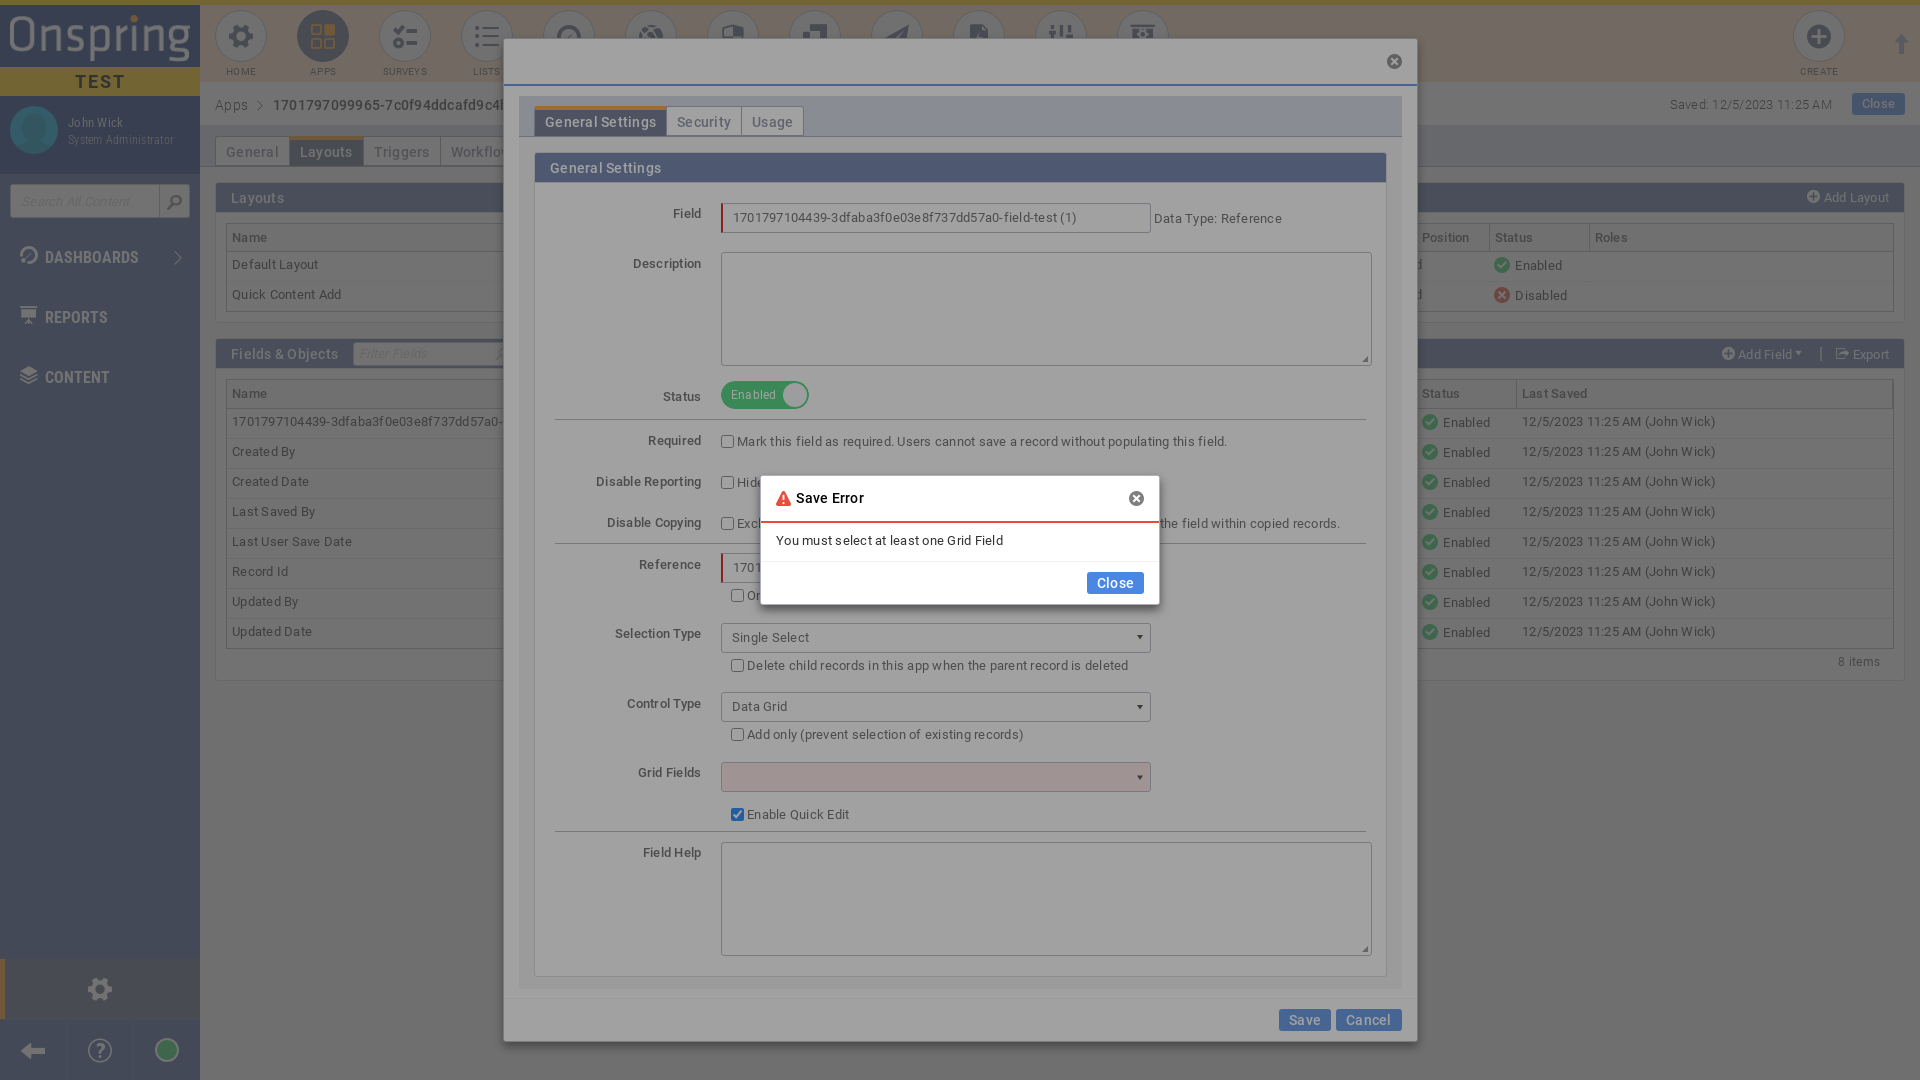 Onspring
TEST
John Wick
System Administrator
Search All Content
DASHBOARDS
REPORTS
CONTENT
HOME
APPS
SURVEYS
LISTS
CREATE
Apps
1701797099965-7c0f94ddcafd9c4
Saved: 12/5/2023 11:25 AM
Close
General
Layouts
Triggers
Layouts
Add Layout
Name
Position
Status
Roles
Default Layout
Enabled
Quick Content Add
Disabled
Fields & Objects
Filter Fields
Add Field
Export
Name
Status
Last Saved
1701797104439-3dfaba3f0e03e8f737dd57a0-
Enabled
12/5/2023 11:25 AM (John Wick)
Created By
Enabled
12/5/2023 11:25 AM (John Wick)
Created Date
Enabled
12/5/2023 11:25 AM (John Wick)
Last Saved By
Enabled
12/5/2023 11:25 AM (John Wick)
Last User Save Date
Enabled
12/5/2023 11:25 AM (John Wick)
Record Id
Enabled
12/5/2023 11:25 AM (John Wick)
Updated By
Enabled
12/5/2023 11:25 AM (John Wick)
Updated Date
Enabled
12/5/2023 11:25 AM (John Wick)
8 items
General Settings
Security
Usage
General Settings
Field
1701797104439-3dfaba3f0e03e8f737dd57a0-field-test (1)
Data Type: Reference
Description
Status
Enabled
Required
Mark this field as required. Users cannot save a record without populating this field.
Disable Reporting
Hide
Disable Copying
the field within copied records.
Reference
1701
Selection Type
Single Select
Delete child records in this app when the parent record is deleted
Control Type
Data Grid
Add only (prevent selection of existing records)
Grid Fields
Enable Quick Edit
Field Help
Save
Cancel
Save Error
You must select at least one Grid Field
Close